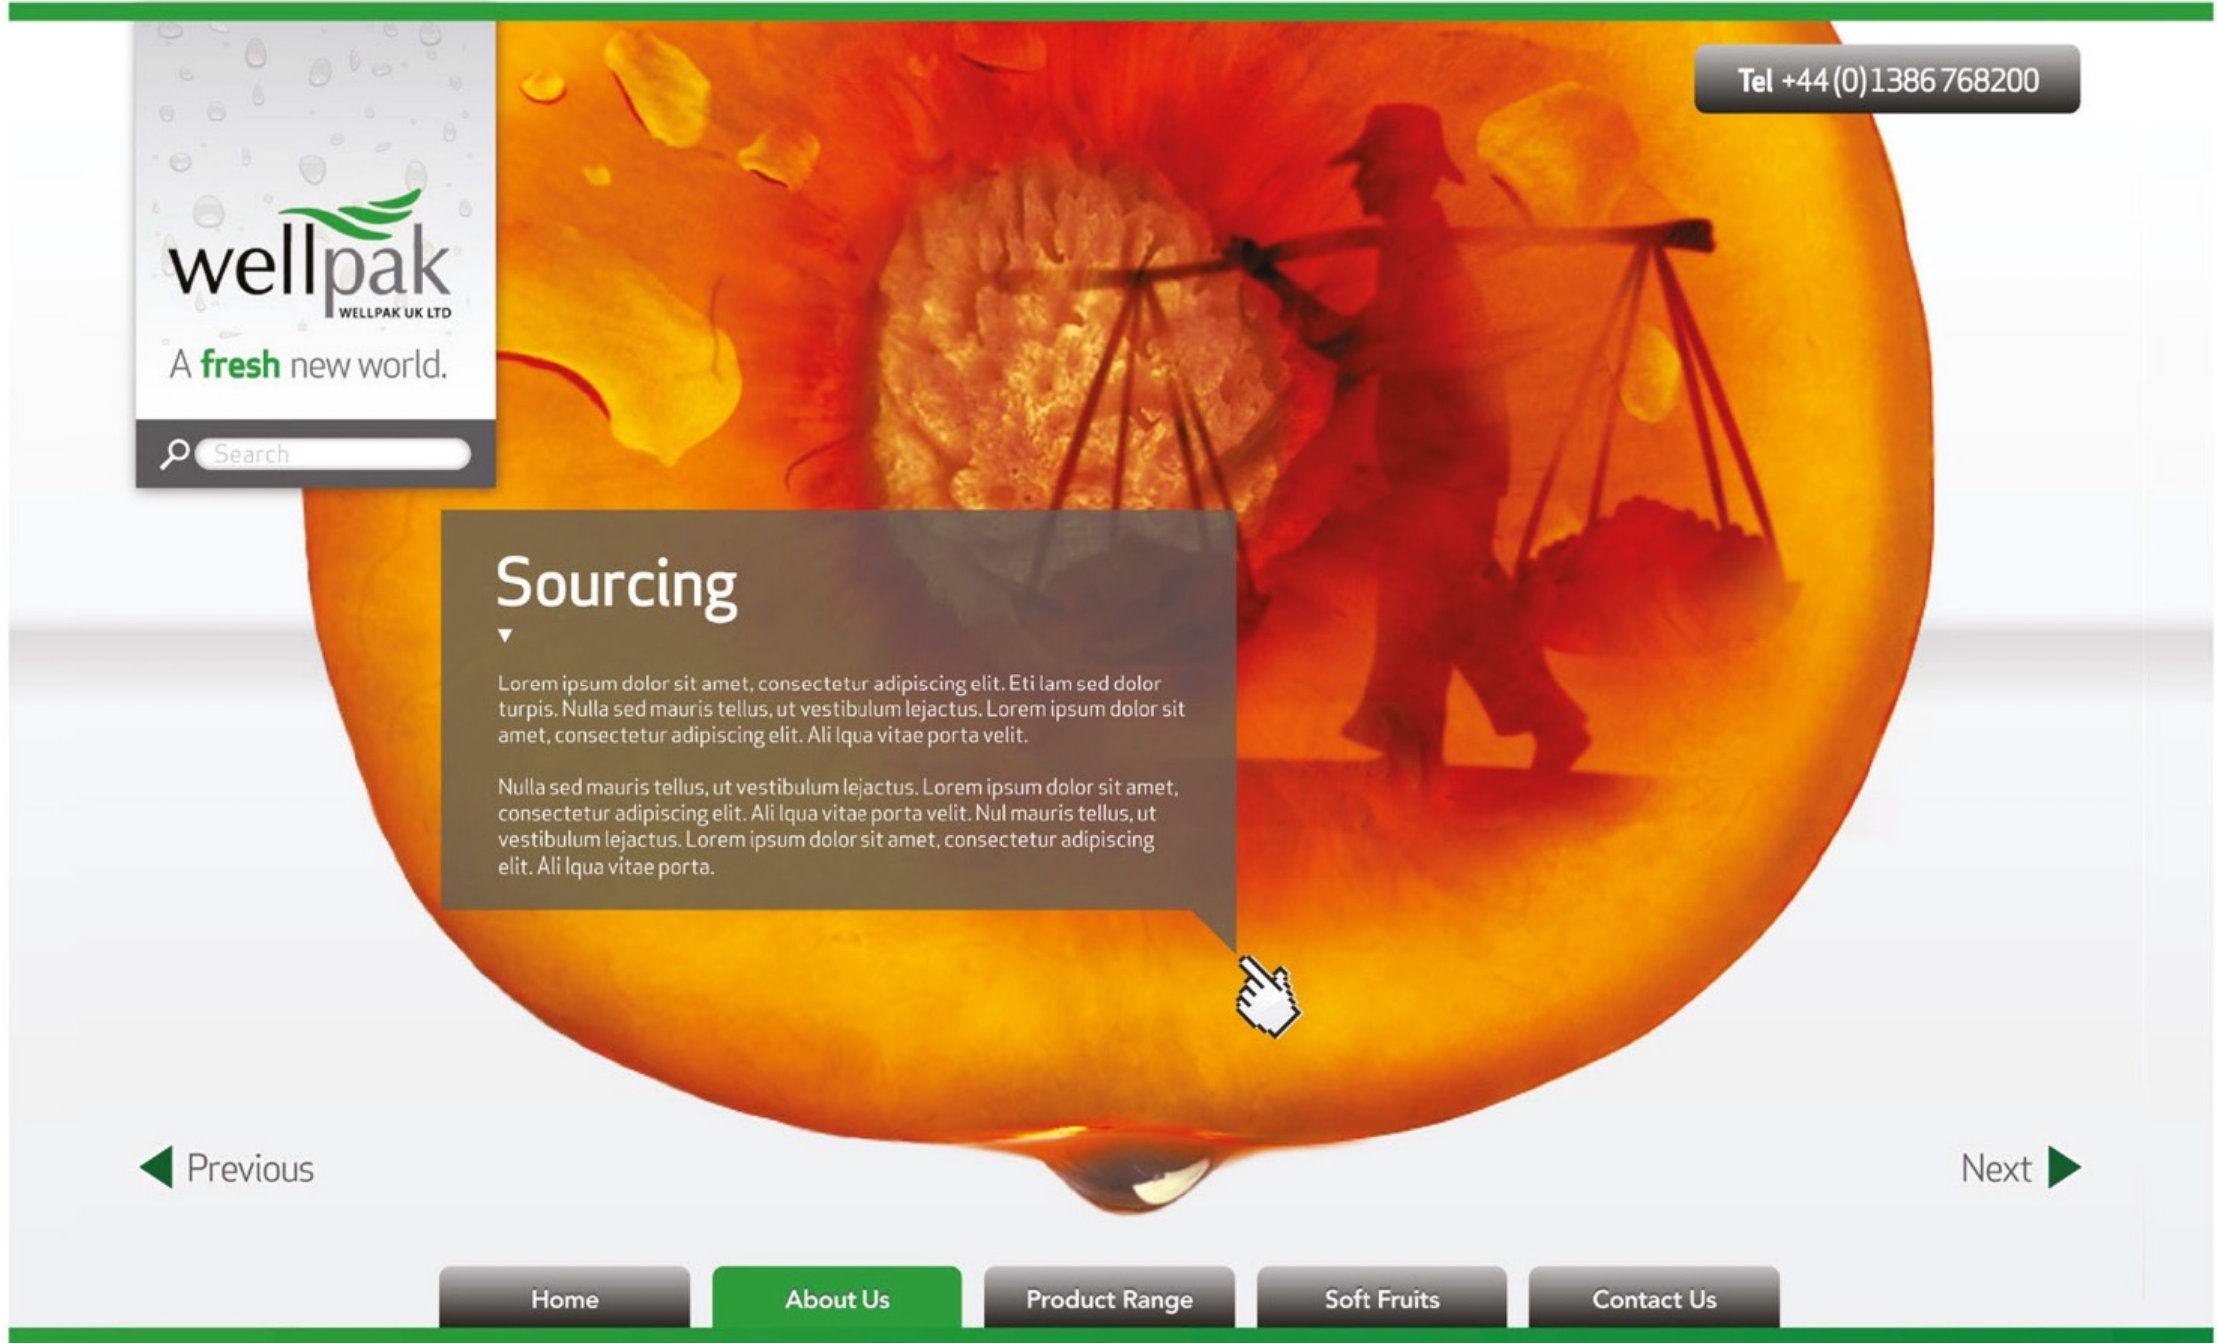 wellpak
WELLPAK UK LTD
A fresh new world.
Search
Tel +44(0)1386 768200
Sourcing
Lorem ipsum dolor sit amet, consectetur adipiscing elit. Eti lam sed dolor
turpis. Nulla sed mauris tellus, ut vestibulum lejactus. Lorem ipsum dolor sit
amet, consectetur adipiscing elit. Ali lqua vitae porta velit.
Nulla sed mauris tellus, ut vestibulum lejactus. Lorem ipsum dolor sit amet,
consectetur adipiscing elit. Ali lqua vitae porta velit. Nul mauris tellus, ut
vestibulum lejactus. Lorem ipsum dolor sit amet, consectetur adipiscing
elit. Ali lqua vitae porta.
Previous
Next
Home
About Us
Product Range
Soft Fruits
Contact Us